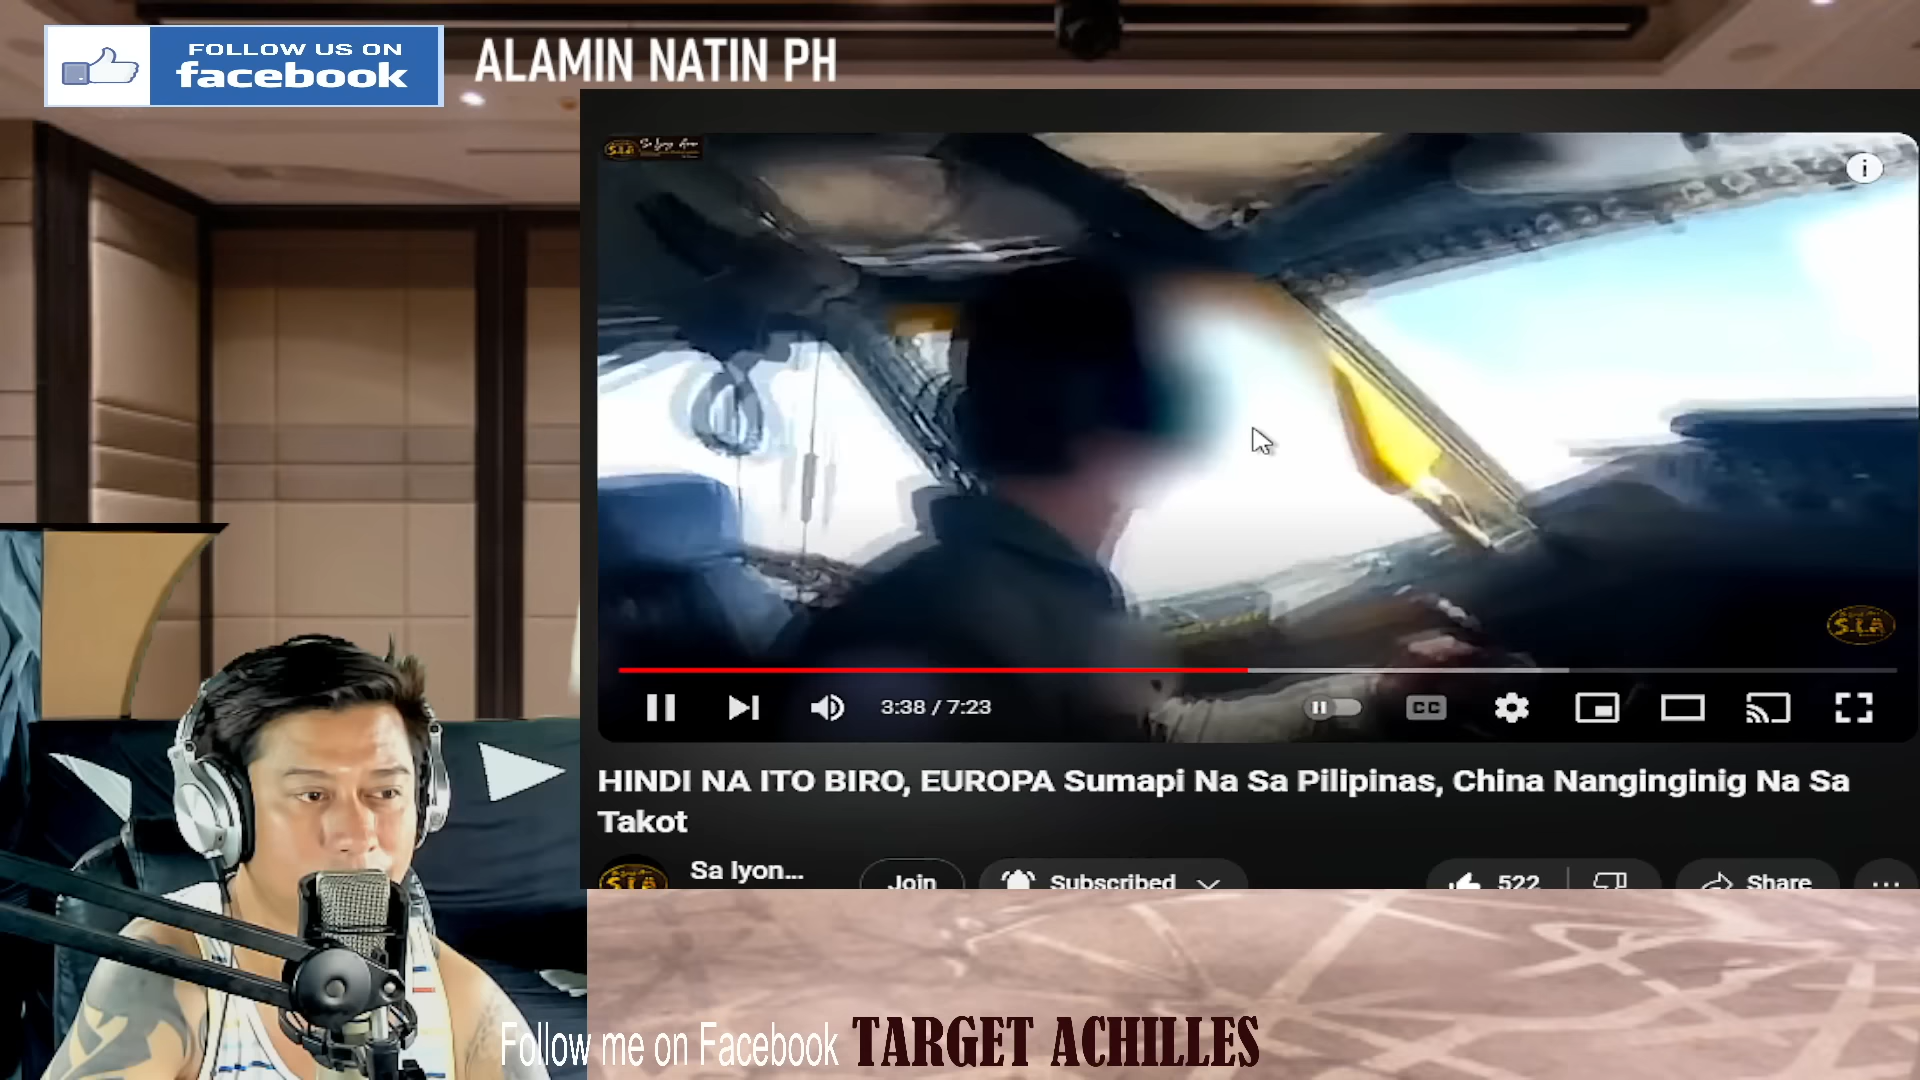 FOLLOW US ON
facebook
ALAMIN NATIN PH
S.I.A
i
S.I.A
3:38 / 7:23
CC
HINDI NA ITO BIRO, EUROPA Sumapi Na Sa Pilipinas, China Nanginginig Na Sa
Takot
S.I.A
Sa Iyon...
Join
Subscribed
522
Share
Follow me on Facebook TARGET ACHILLES